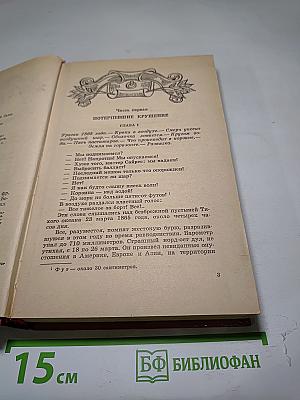 Часть первая
ПОТЕРПЕВШИЕ КРУШЕНИЯ
ГЛАВА I
Ураган 1865 года.— Крики в воздухе.— Смерч уносит
воздушный шар.— Оболочка лопается.— Кругом
— Пять пассажиров.— Что происходит в корзине.—
Земля на горизонте.— Развязка.
— Мы поднимаемся?
— Нет! Напротив! Мы опускаемся!
— Хуже того, мистер Сайрес: мы падаем!
— Выбросить балласт!
— Последний мешок только что опорожнен!
— Поднимается ли шар?
— Нет!
— Я как будто слышу плеск волн!
— Корзина — над водой!
— До моря не больше пятисот футов!¹
В воздухе раздался властный голос:
— Все тяжелое за борт! Все!
Эти слова слышались над безбрежной пустыней Ти-
хого океана 23 марта 1865 года, около четырех ча-
сов дня.
Все, разумеется, помнят жестокую бурю, разразив-
шуюся в этом году во время равноденствия. Барометр
упал до 710 миллиметров. Страшный норд-ост дул, не
утихая, с 18 по 26 марта. Он произвел невиданные опу-
стошения в Америке, Европе и Азии, на территории
¹ Фут — около 30 сантиметров.
3
15 см
БФ БИБЛИОФАН